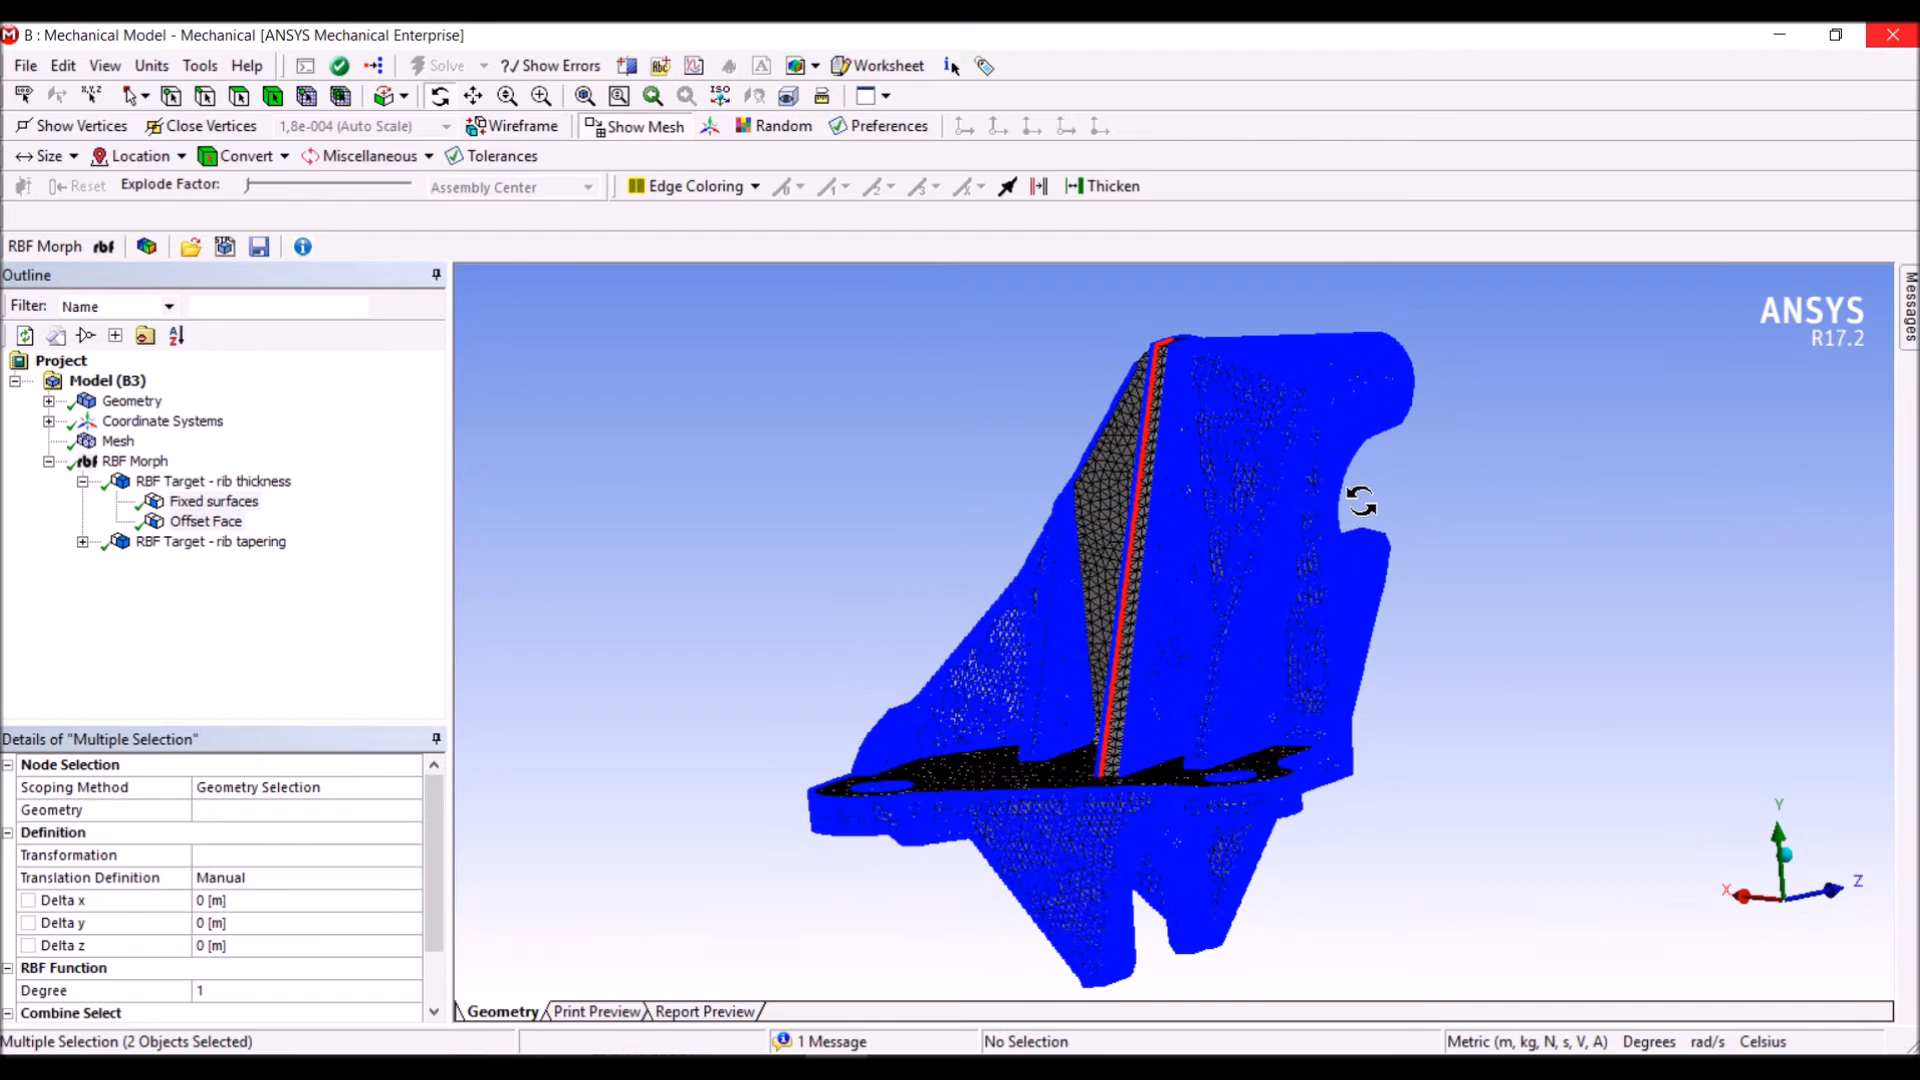 B : Mechanical Model - Mechanical [ANSYS Mechanical Enterprise]
File Edit View Units Tools Help Solve ?/ Show Errors Worksheet
Show Vertices Close Vertices 1,8e-004 (Auto Scale) Wireframe Show Mesh Random Preferences
Size Location Convert Miscellaneous Tolerances
Reset Explode Factor: Assembly Center Edge Coloring Thicken
RBF Morph rbf
Outline
Filter: Name
Project
Model (B3)
Geometry
Coordinate Systems
Mesh
rbf RBF Morph
RBF Target - rib thickness
Fixed surfaces
Offset Face
RBF Target - rib tapering
Details of "Multiple Selection"
Node Selection
Scoping Method Geometry Selection
Geometry
Definition
Transformation
Translation Definition Manual
Delta x 0 [m]
Delta y 0 [m]
Delta z 0 [m]
RBF Function
Degree 1
Combine Select
ANSYS
R17.2
Messages
Y
X
Z
Geometry Print Preview Report Preview
Multiple Selection (2 Objects Selected) 1 Message No Selection Metric (m, kg, N, s, V, A) Degrees rad/s Celsius